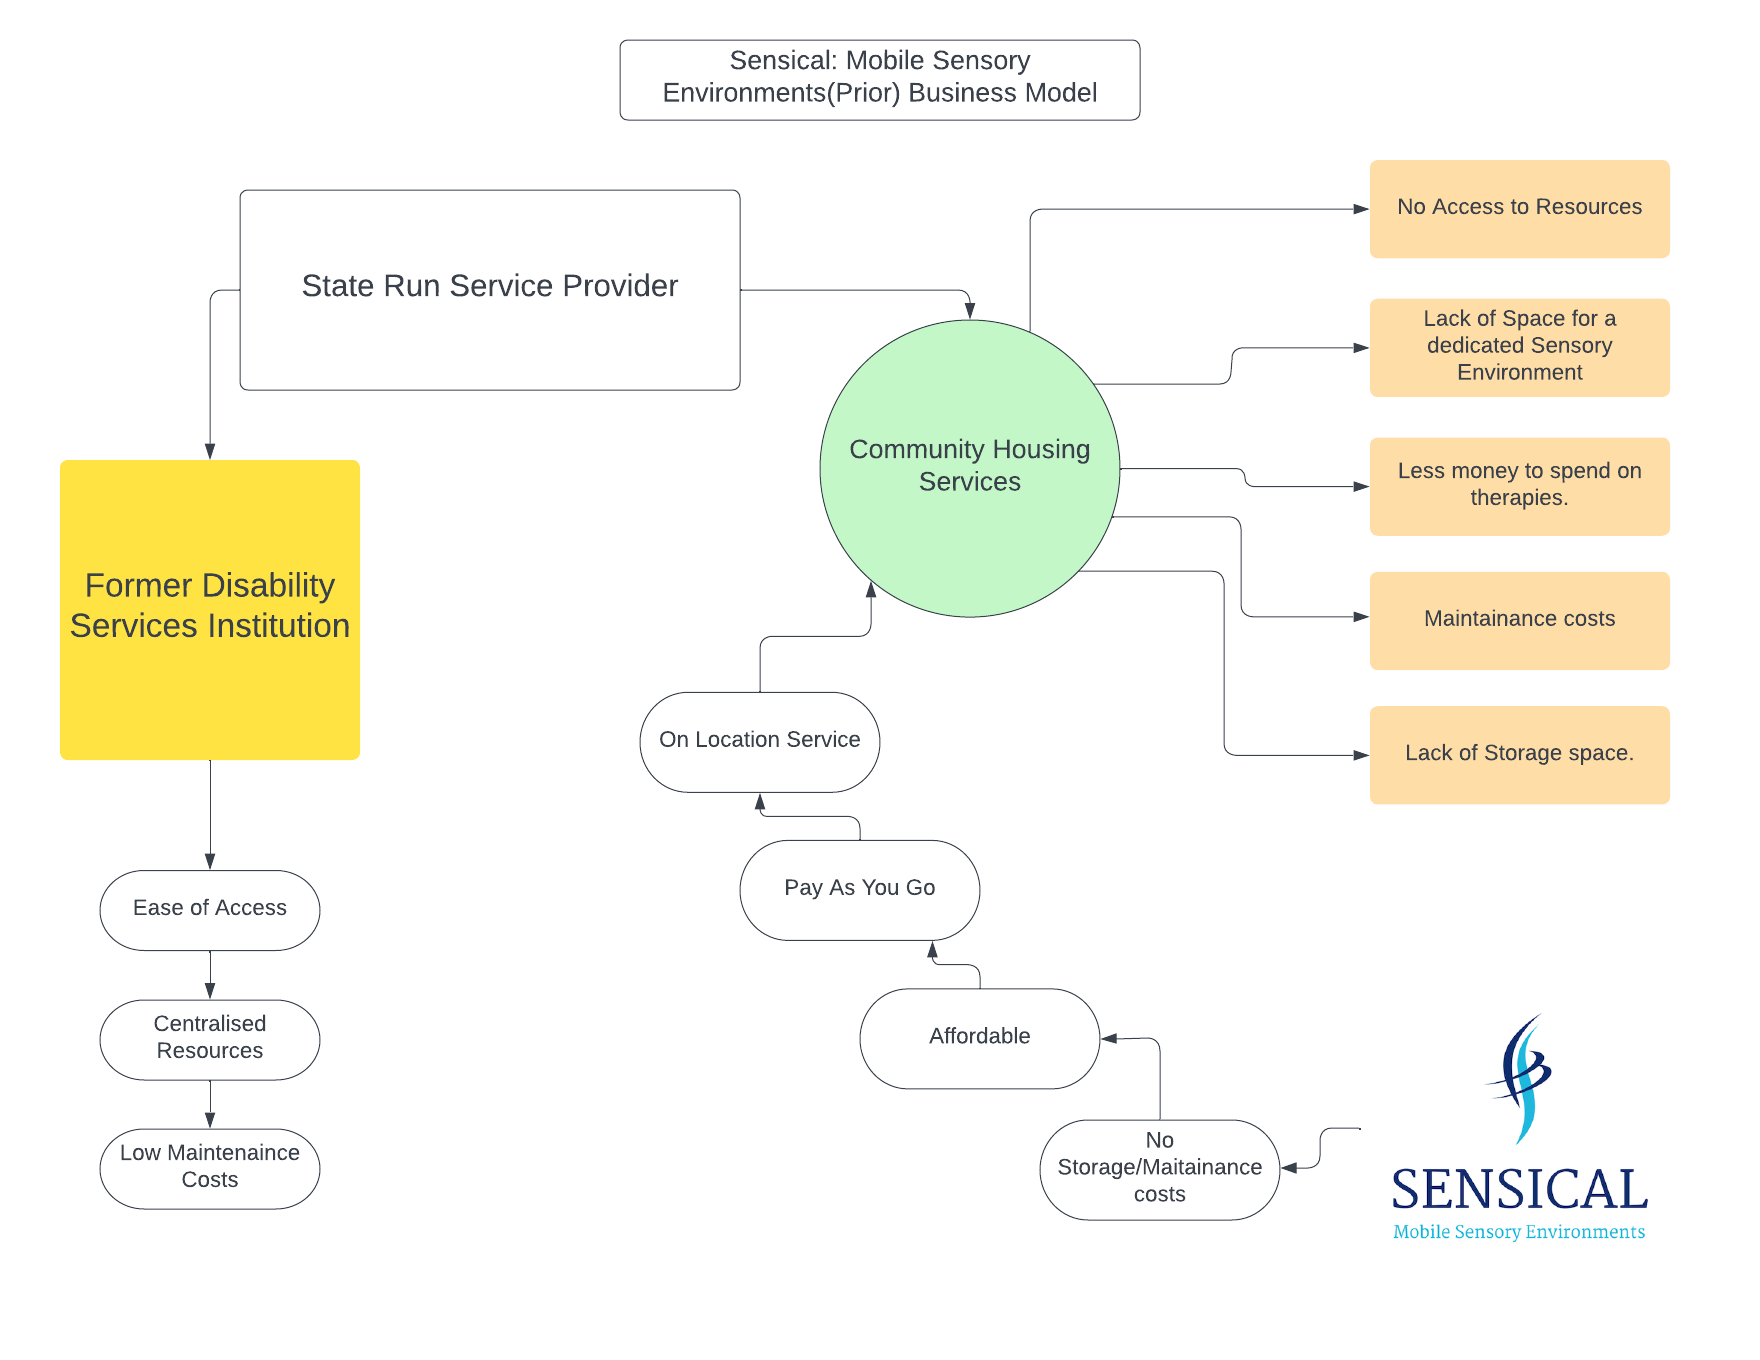 Sensical: Mobile Sensory
Environments(Prior) Business Model
State Run Service Provider
No Access to Resources
Lack of Space for a
dedicated Sensory
Environment
Community Housing
Services
Less money to spend on
therapies.
Former Disability
Services Institution
Maintainance costs
On Location Service
Lack of Storage space.
Pay As You Go
Ease of Access
Centralised
Resources
Affordable
Low Maintenaince
Costs
No
Storage/Maitainance
costs
SENSICAL
Mobile Sensory Environments